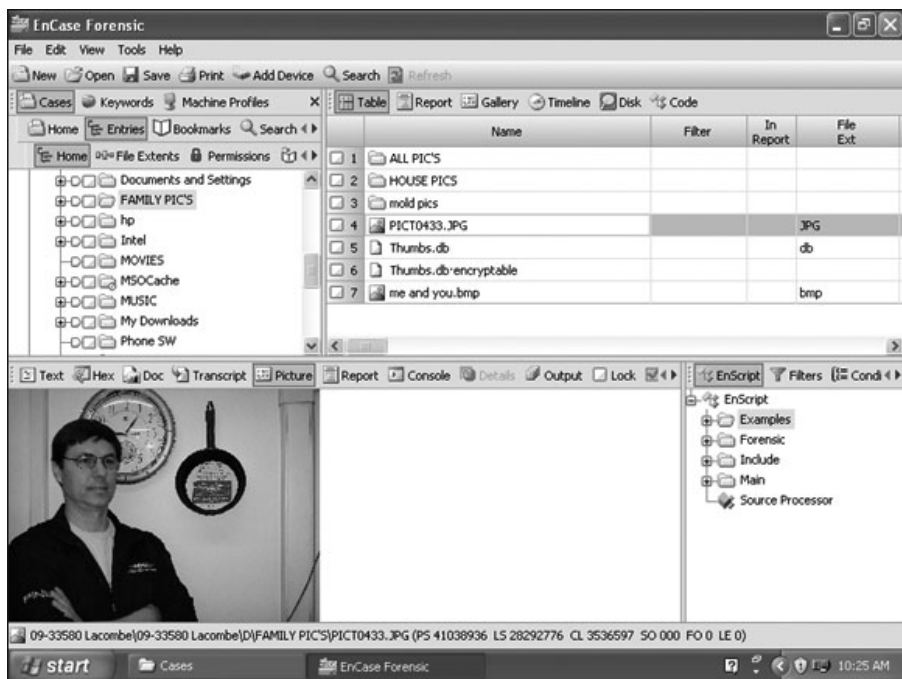 EnCase Forensic
File Edit View Tools Help
New Open Save Print Add Device Search Refresh
Cases Keywords Machine Profiles
Home Entries Bookmarks Search
Home File Extents Permissions
Documents and Settings
FAMILY PIC'S
hp
Intel
MOVIES
MSOCache
MUSIC
My Downloads
Phone SW
Table Report Gallery Timeline Disk Code
Name Filter In Report File Ext
1 ALL PIC'S
2 HOUSE PICS
3 mold pics
4 PICT0433.JPG JPG
5 Thumbs.db db
6 Thumbs.db·encryptable
7 me and you.bmp bmp
Text Hex Doc Transcript Picture Report Console Details Output Lock
EnScript Filters Condi
EnScript
Examples
Forensic
Include
Main
Source Processor
09-33580 Lacombe\09-33580 Lacombe\D\FAMILY PIC'S\PICT0433.JPG (PS 41038936 LS 28292776 CL 3536597 SO 000 FO 0 LE 0)
start Cases EnCase Forensic 10:25 AM